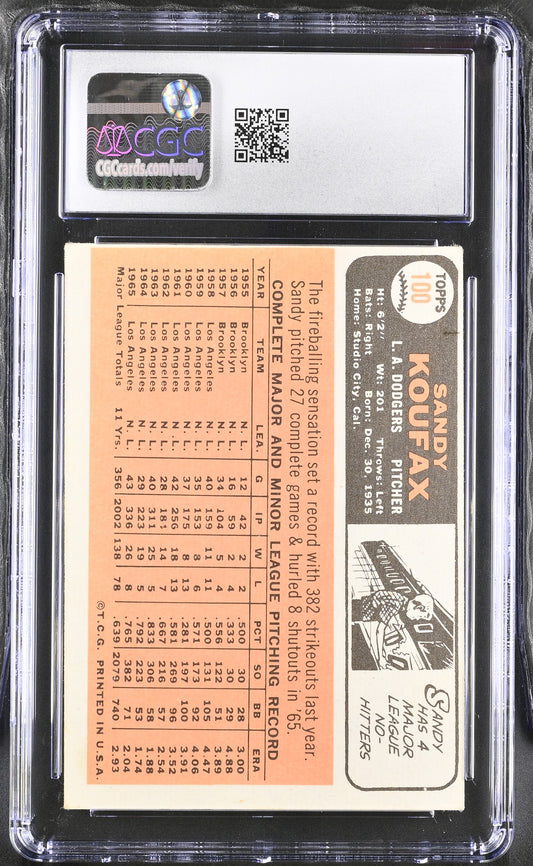 CGC
CGCcards.com/verify
TOPPS
100
SANDY
KOUFAX
L. A. DODGERS PITCHER
Ht: 6'2" Wt: 201 Throws: Left
Bats: Right Born: Dec. 30, 1935
Home: Studio City, Cal.
SANDY
HAS 4
MAJOR
LEAGUE
NO-
HITTERS
The fireballing sensation set a record with 382 strikeouts last year.
Sandy pitched 27 complete games & hurled 8 shutouts in '65.
COMPLETE MAJOR AND MINOR LEAGUE PITCHING RECORD
YEAR TEAM LEA. G IP W L PCT SO BB ERA
1955 Brooklyn N. L. 12 42 2 2 .500 30 28 3.00
1956 Brooklyn N. L. 16 59 2 4 .333 30 29 4.88
1957 Brooklyn N. L. 34 104 5 4 .556 122 51 3.89
1958 Los Angeles N. L. 40 159 11 11 .500 131 105 4.47
1959 Los Angeles N. L. 35 153 8 6 .571 173 92 4.06
1960 Los Angeles N. L. 37 175 8 13 .381 197 100 3.91
1961 Los Angeles N. L. 42 256 18 13 .581 269 96 3.52
1962 Los Angeles N. L. 28 184 14 7 .667 216 57 2.54
1963 Los Angeles N. L. 40 311 25 5 .833 306 58 1.88
1964 Los Angeles N. L. 29 223 19 5 .792 223 53 1.74
1965 Los Angeles N. L. 43 336 26 8 .765 382 71 2.04
Major League Totals 11 Yrs. 356 2002 138 78 .639 2079 740 2.93
©T.C.G. PRINTED IN U.S.A.